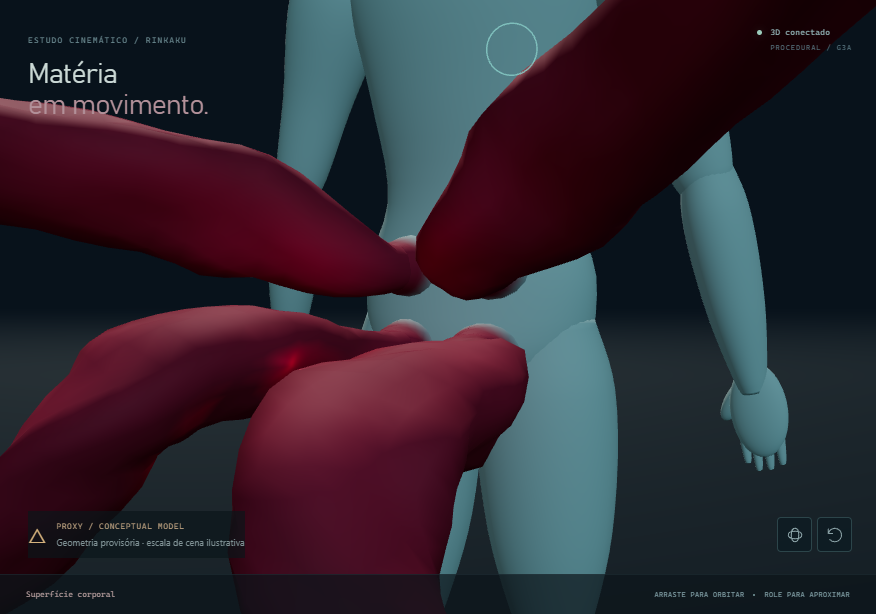 ESTUDO CINEMÁTICO / RINKAKU
3D conectado
PROCEDURAL / G3A
Matéria
em movimento.
PROXY / CONCEPTUAL MODEL
Geometria provisória · escala de cena ilustrativa
Superfície corporal
ARRASTE PARA ORBITAR • ROLE PARA APROXIMAR